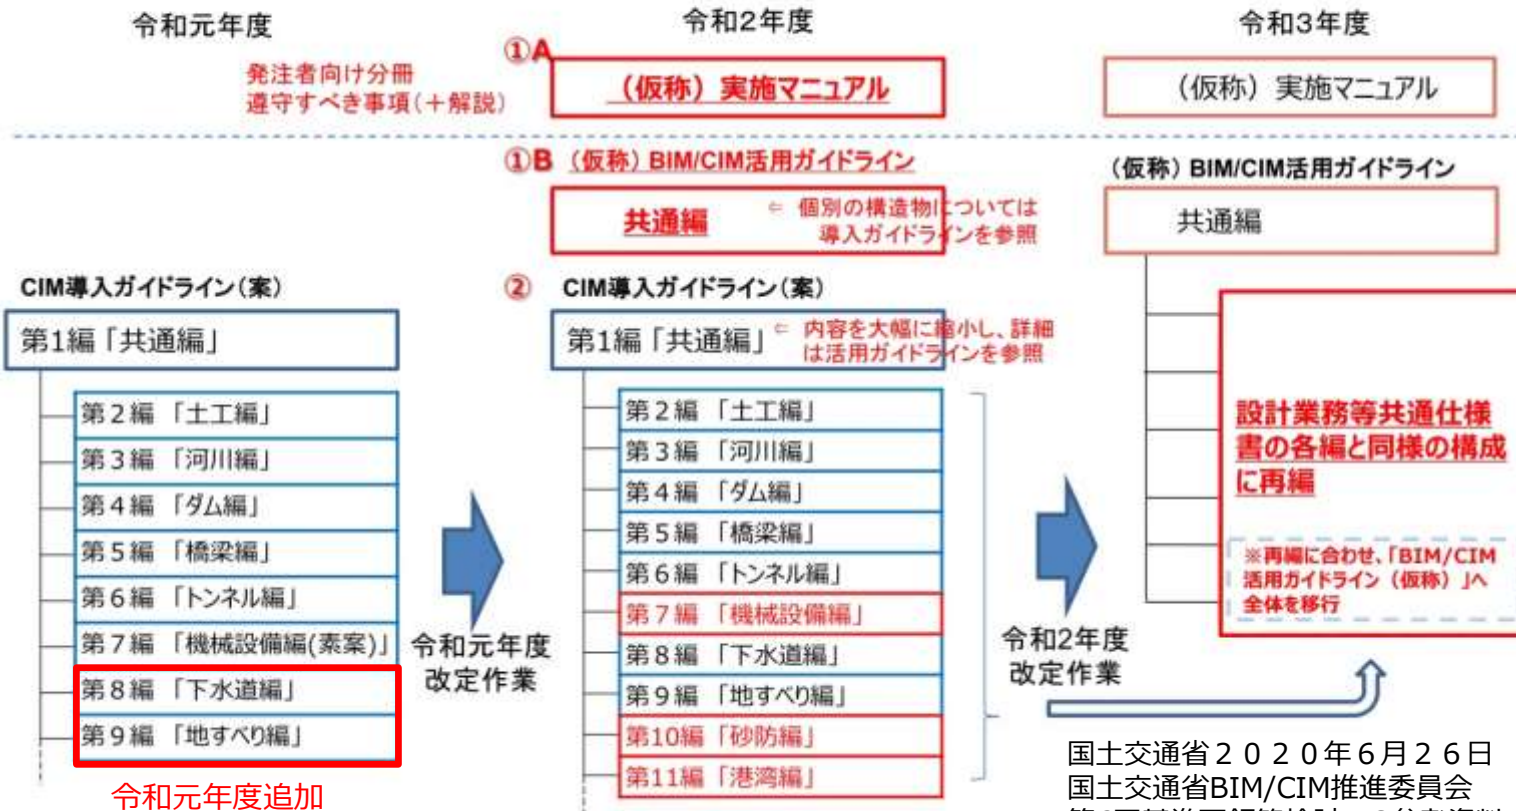 令和元年度
令和2年度
令和3年度
発注者向け分冊
遵守すべき事項(+解説)
①A
(仮称)実施マニュアル
(仮称)実施マニュアル
①B (仮称)BIM/CIM活用ガイドライン
共通編
⇐ 個別の構造物については
導入ガイドラインを参照
(仮称)BIM/CIM活用ガイドライン
共通編
CIM導入ガイドライン(案)
第1編「共通編」
第2編 「土工編」
第3編 「河川編」
第4編 「ダム編」
第5編 「橋梁編」
第6編 「トンネル編」
第7編 「機械設備編(素案)」
第8編 「下水道編」
第9編 「地すべり編」
令和元年度追加
令和元年度
改定作業
② CIM導入ガイドライン(案)
第1編「共通編」
⇐ 内容を大幅に縮小し、詳細
は活用ガイドラインを参照
第2編 「土工編」
第3編 「河川編」
第4編 「ダム編」
第5編 「橋梁編」
第6編 「トンネル編」
第7編 「機械設備編」
第8編 「下水道編」
第9編 「地すべり編」
第10編 「砂防編」
第11編 「港湾編」
令和2年度
改定作業
設計業務等共通仕様
書の各編と同様の構成
に再編
※再編に合わせ、「BIM/CIM
活用ガイドライン(仮称)」へ
全体を移行
国土交通省2020年6月26日
国土交通省BIM/CIM推進委員会